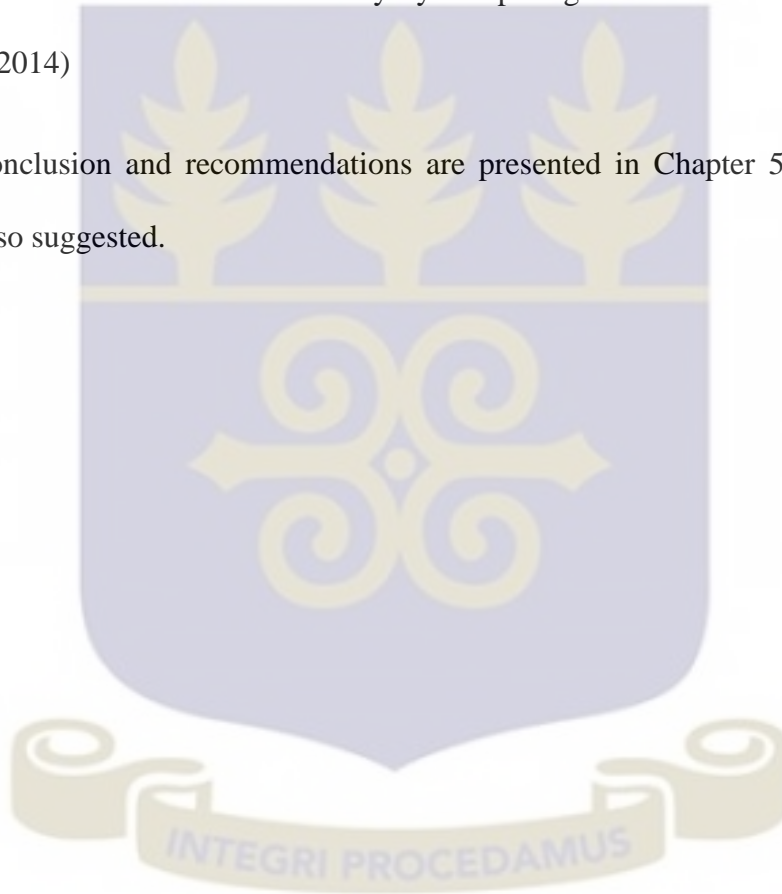 2014)
onclusion and recommendations are presented in Chapter 5
so suggested.
INTEGRI PROCEDAMUS